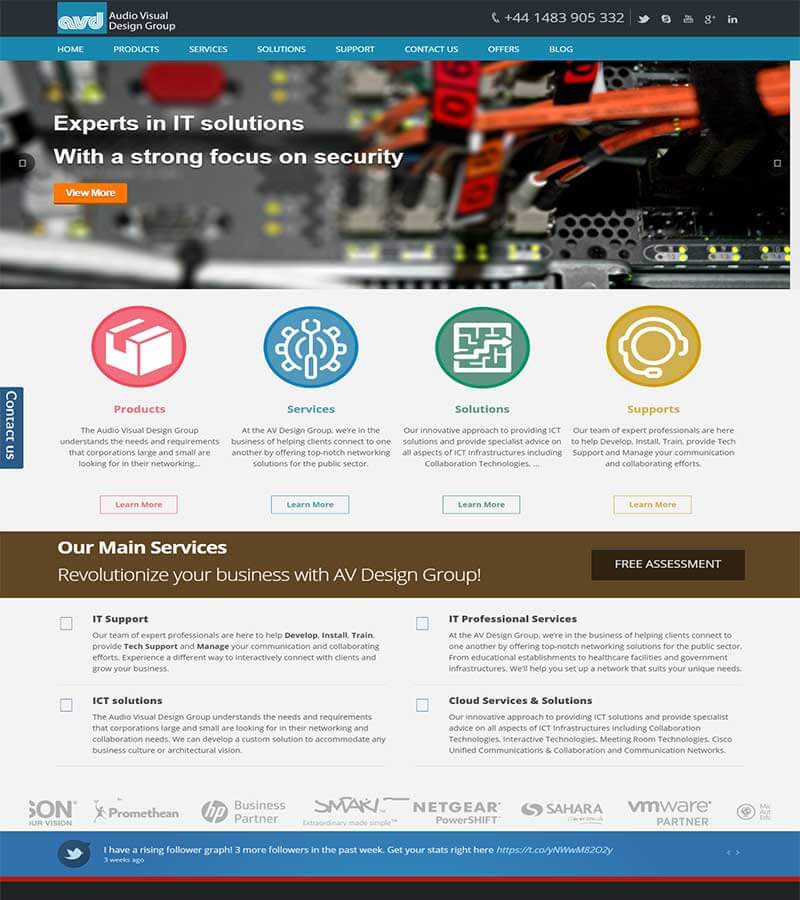 avd Audio Visual
Design Group
+44 1483 905 332
HOME PRODUCTS SERVICES SOLUTIONS SUPPORT CONTACT US OFFERS BLOG
Experts in IT solutions
With a strong focus on security
View More
Contact us
Products
The Audio Visual Design Group
understands the needs and requirements
that corporations large and small are
looking for in their networking...
Learn More
Services
At the AV Design Group, we're in the
business of helping clients connect to one
another by offering top-notch networking
solutions for the public sector.
Learn More
Solutions
Our innovative approach to providing ICT
solutions and provide specialist advice on
all aspects of ICT Infrastructures including
Collaboration Technologies, ...
Learn More
Supports
Our team of expert professionals are here
to help Develop, Install, Train, provide Tech
Support and Manage your communication
and collaborating efforts.
Learn More
Our Main Services
Revolutionize your business with AV Design Group!
FREE ASSESSMENT
IT Support
Our team of expert professionals are here to help Develop, Install, Train,
provide Tech Support and Manage your communication and collaborating
efforts. Experience a different way to interactively connect with clients and
grow your business.
IT Professional Services
At the AV Design Group, we're in the business of helping clients connect to
one another by offering top-notch networking solutions for the public sector.
From educational establishments to healthcare facilities and government
infrastructures. We'll help you set up a network that suits your unique needs.
ICT solutions
The Audio Visual Design Group understands the needs and requirements
that corporations large and small are looking for in their networking and
collaboration needs. We can develop a custom solution to accommodate any
business culture or architectural vision.
Cloud Services & Solutions
Our innovative approach to providing ICT solutions and provide specialist
advice on all aspects of ICT Infrastructures including Collaboration
Technologies, Interactive Technologies, Meeting Room Technologies, Cisco
Unified Communications & Collaboration and Communication Networks.
SON
OUR VISION
Promethean
hp Business
Partner
SMART
Extraordinary made simple™
NETGEAR
PowerSHIFT
SAHARA
vmware
PARTNER
I have a rising follower graph! 3 more followers in the past week. Get your stats right here https://t.co/yNWwM82O2y
3 weeks ago